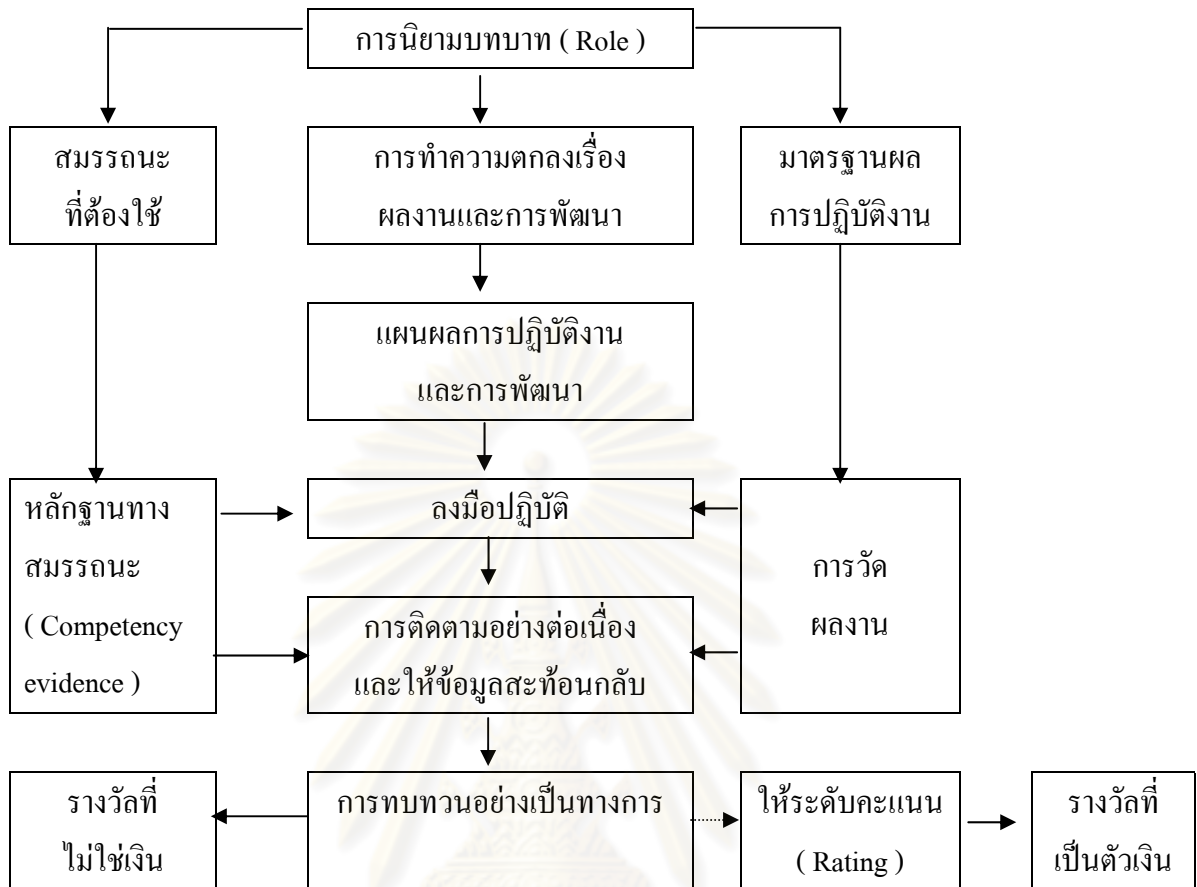 การนิยามบทบาท ( Role )
สมรรถนะ
ที่ต้องใช้
การทำความตกลงเรื่อง
ผลงานและการพัฒนา
มาตรฐานผล
การปฏิบัติงาน
แผนผลการปฏิบัติงาน
และการพัฒนา
หลักฐานทาง
สมรรถนะ
( Competency
evidence )
ลงมือปฏิบัติ
การติดตามอย่างต่อเนื่อง
และให้ข้อมูลสะท้อนกลับ
การวัด
ผลงาน
รางวัลที่
ไม่ใช่เงิน
การทบทวนอย่างเป็นทางการ
ให้ระดับคะแนน
( Rating )
รางวัลที่
เป็นตัวเงิน